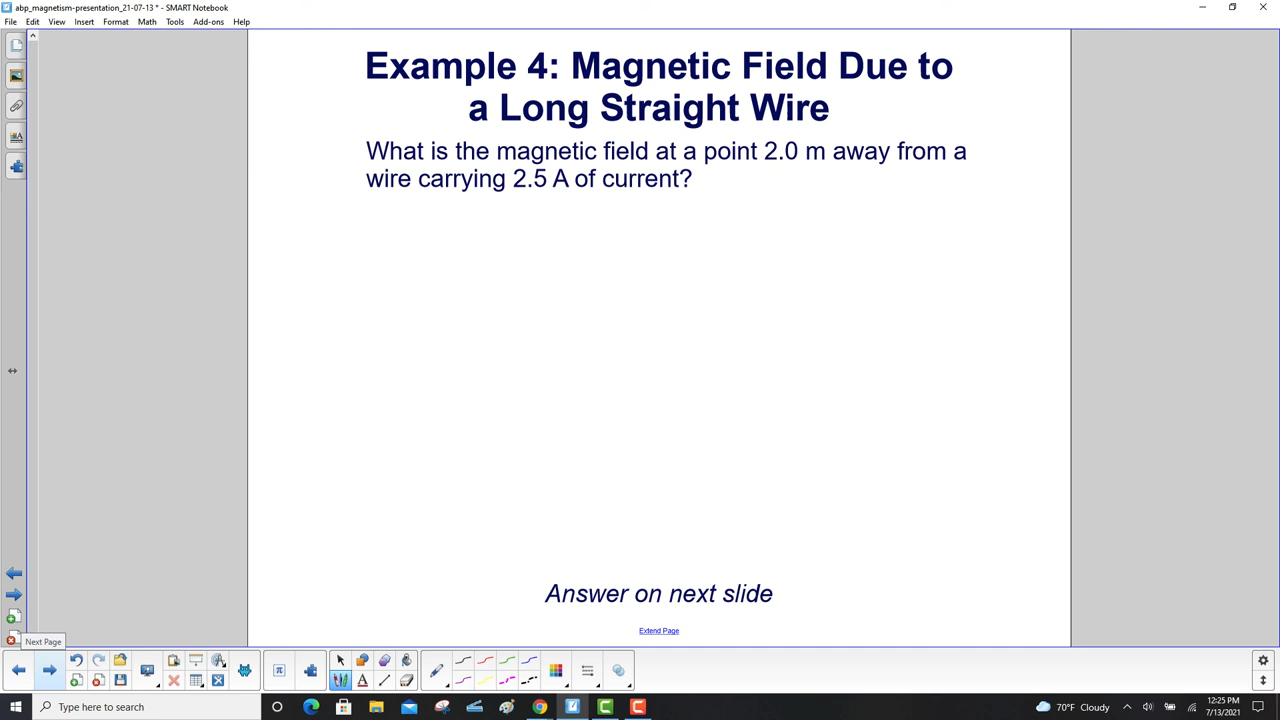 abp_magnetism-presentation_21-07-13 * - SMART Notebook
File Edit View Insert Format Math Tools Add-ons Help
Example 4: Magnetic Field Due to
a Long Straight Wire
What is the magnetic field at a point 2.0 m away from a
wire carrying 2.5 A of current?
Answer on next slide
Extend Page
Next Page
Type here to search
70°F Cloudy
12:25 PM
7/13/2021